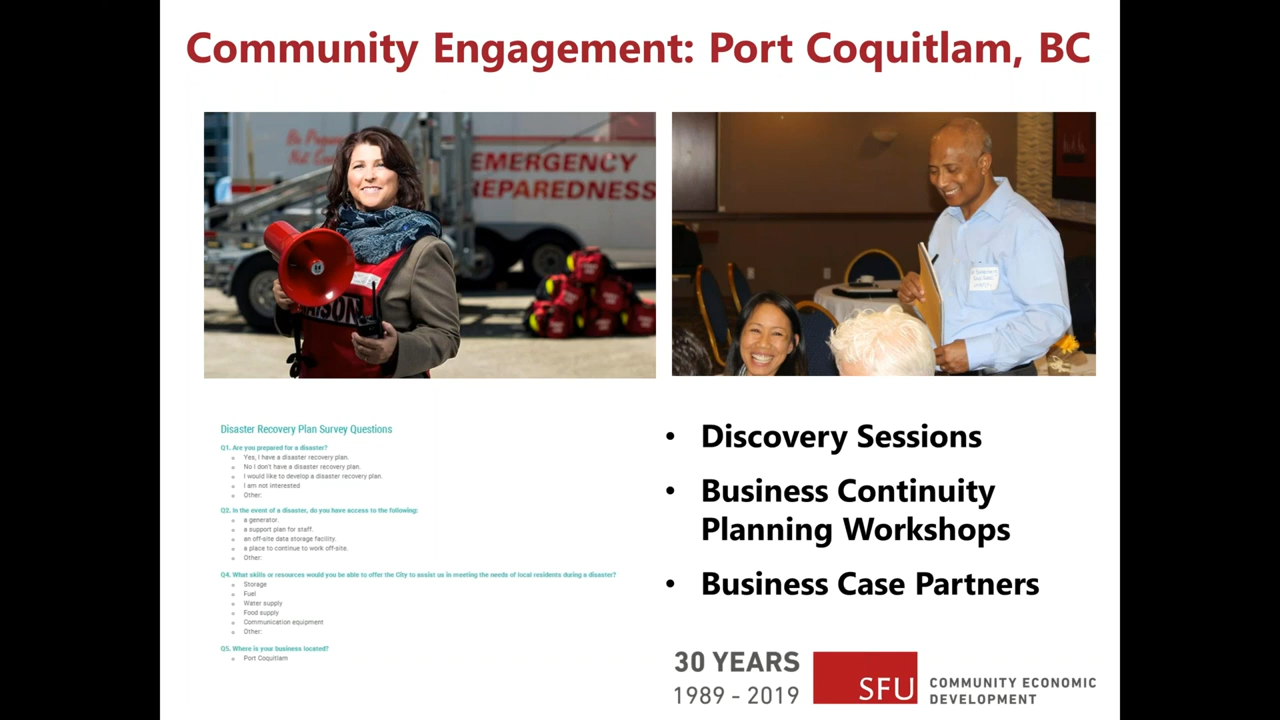 Community Engagement: Port Coquitlam, BC
Be
Not
EMERGENCY
REPAREDNESS
Disaster Recovery Plan Survey Questions
Q1. Are you prepared for a disaster?
Yes, I have a disaster recovery plan.
No I don't have a disaster recovery plan.
I would like to develop a disaster recovery plan.
I am not interested
Other:
Q2. In the event of a disaster, do you have access to the following:
a generator.
a support plan for staff.
an off-site data storage facility.
a place to continue to work off-site.
Other:
Q4. What skills or resources would you be able to offer the City to assist us in meeting the needs of local residents during a disaster?
Storage
Fuel
Water supply
Food supply
Communication equipment
Other:
Q5. Where is your business located?
Port Coquitlam
• Discovery Sessions
• Business Continuity
Planning Workshops
• Business Case Partners
30 YEARS
1989 - 2019
SFU
COMMUNITY ECONOMIC
DEVELOPMENT